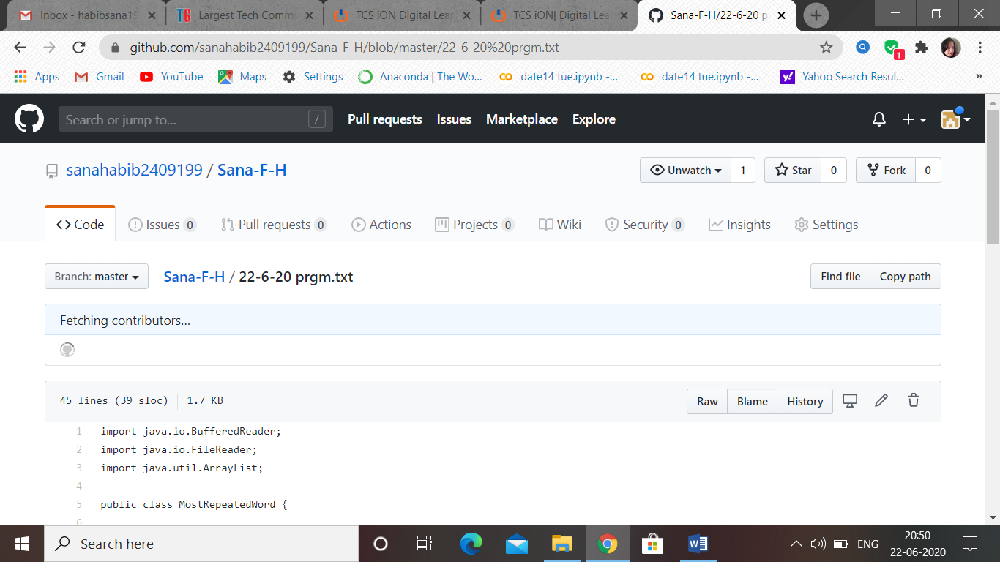 Inbox - habibsana19
TG Largest Tech Commu
TCS iON Digital Lear
TCS iON| Digital Lea
Sana-F-H/22-6-20 p
github.com/sanahabib2409199/Sana-F-H/blob/master/22-6-20%20prgm.txt
1
Apps
Gmail
YouTube
Maps
Settings
Anaconda | The Wo...
date14 tue.ipynb -...
date14 tue.ipynb -...
Yahoo Search Resul...
»
Search or jump to... /
Pull requests
Issues
Marketplace
Explore
sanahabib2409199 / Sana-F-H
Unwatch 1
Star 0
Fork 0
Code
Issues 0
Pull requests 0
Actions
Projects 0
Wiki
Security 0
Insights
Settings
Branch: master
Sana-F-H / 22-6-20 prgm.txt
Find file
Copy path
Fetching contributors...
45 lines (39 sloc) 1.7 KB
Raw
Blame
History
1 import java.io.BufferedReader;
2 import java.io.FileReader;
3 import java.util.ArrayList;
4
5 public class MostRepeatedWord {
6
Search here
ENG
20:50
22-06-2020